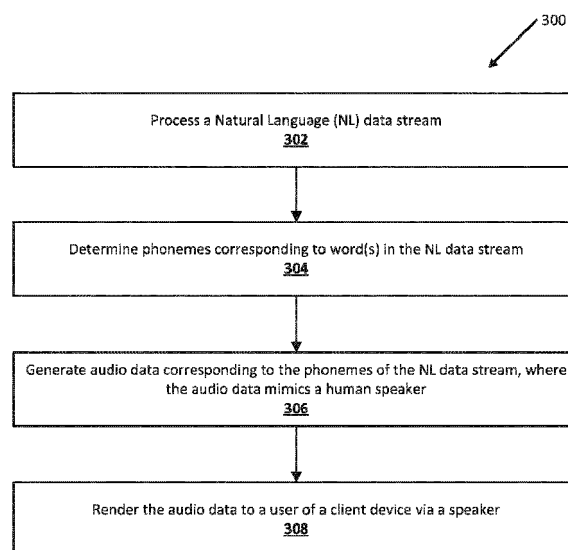 300
Process a Natural Language (NL) data stream
302
Determine phonemes corresponding to word(s) in the NL data stream
304
Generate audio data corresponding to the phonemes of the NL data stream, where
the audio data mimics a human speaker
306
Render the audio data to a user of a client device via a speaker
308